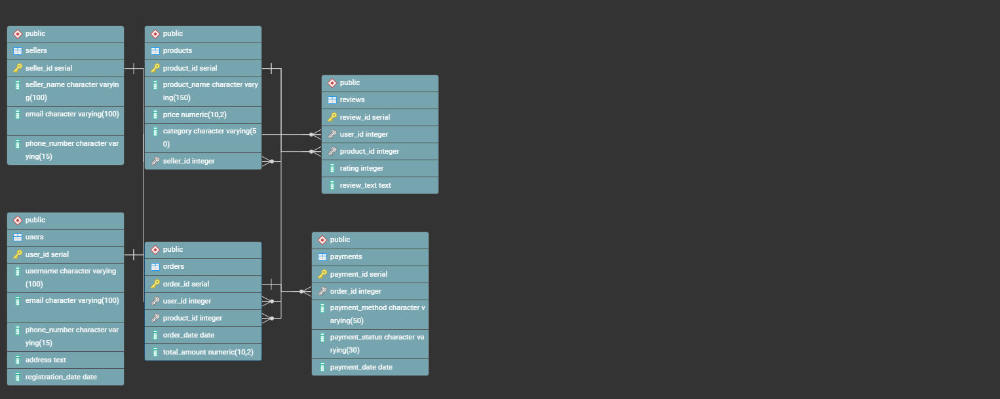 public
sellers
seller_id serial
seller_name character varyin
g(100)
email character varying(100)
phone_number character var
ying(15)
public
products
product_id serial
product_name character vary
ing(150)
price numeric(10,2)
category character varying(5
0)
seller_id integer
public
reviews
review_id serial
user_id integer
product_id integer
rating integer
review_text text
public
users
user_id serial
username character varying
(100)
email character varying(100)
phone_number character var
ying(15)
address text
registration_date date
public
orders
order_id serial
user_id integer
product_id integer
order_date date
total_amount numeric(10,2)
public
payments
payment_id serial
order_id integer
payment_method character v
arying(50)
payment_status character va
rying(30)
payment_date date